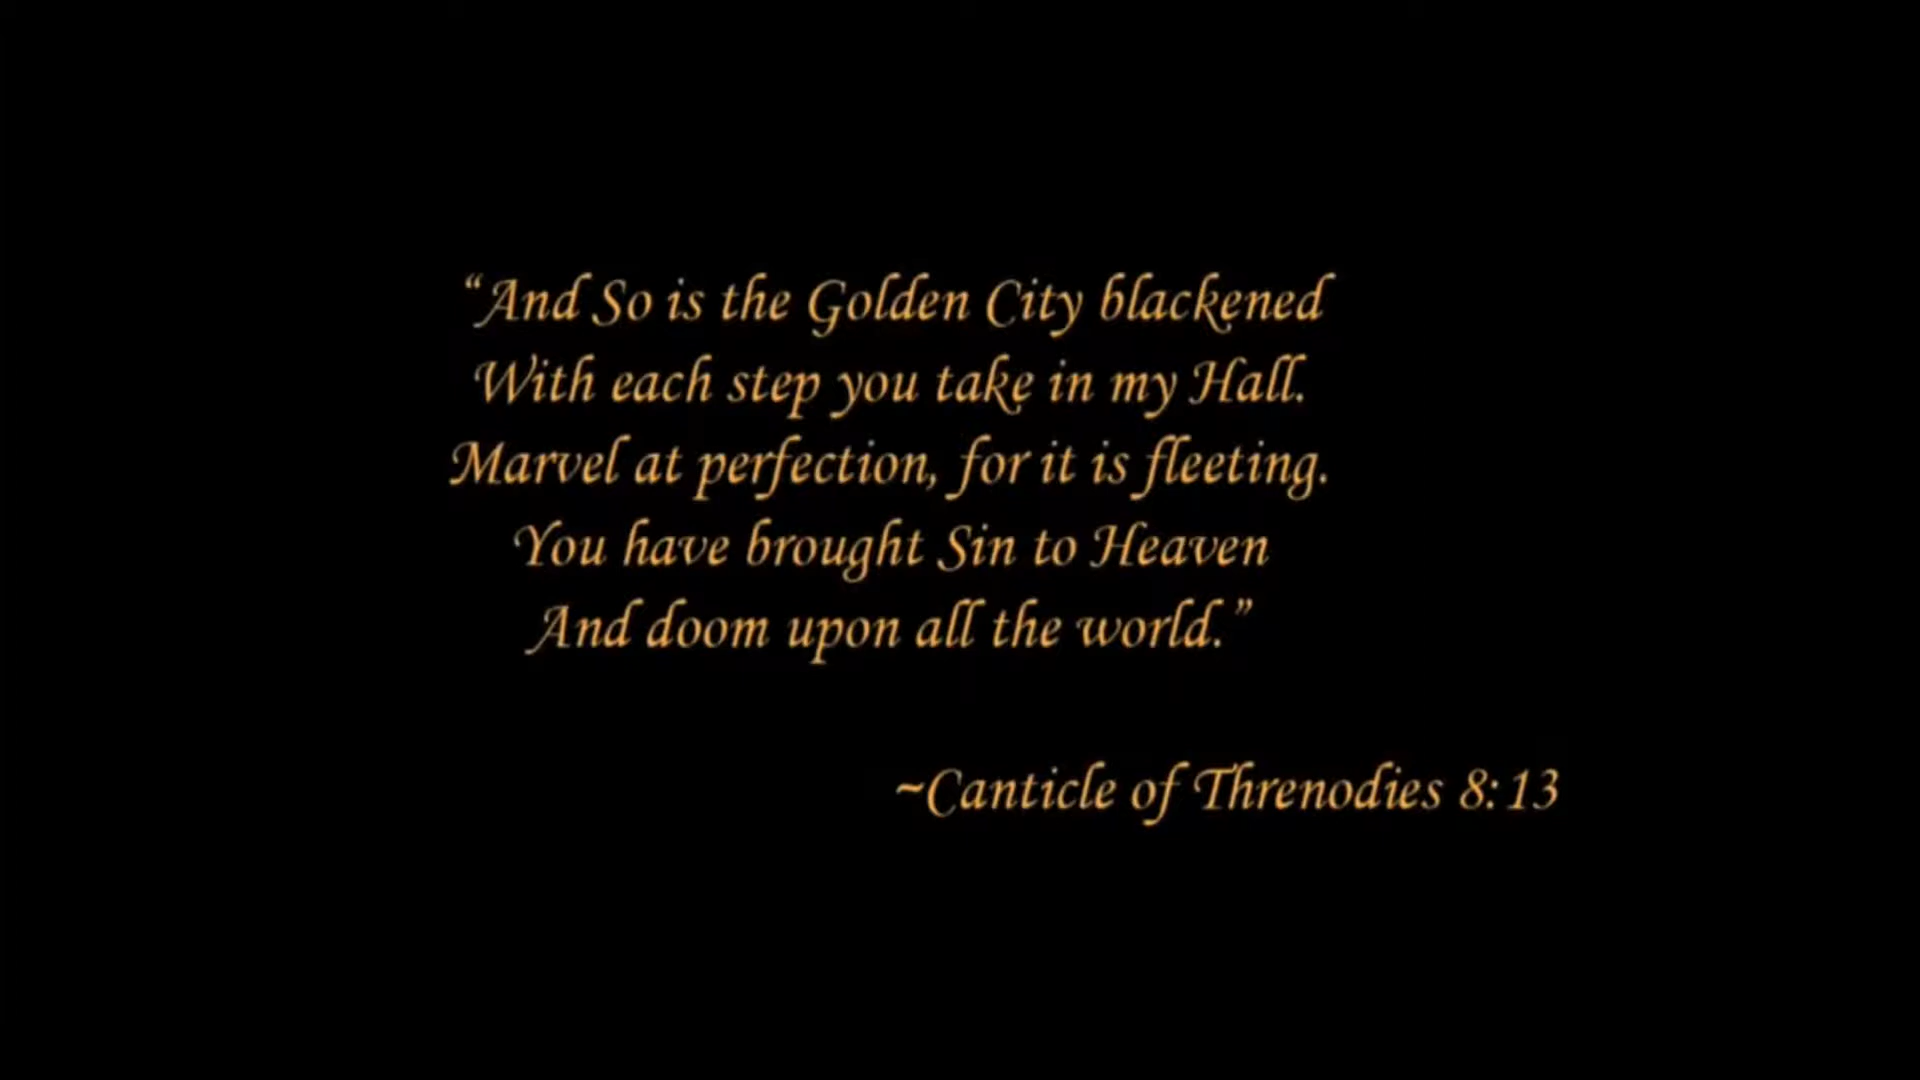 “And So is the Golden City blackened
With each step you take in my Hall.
Marvel at perfection, for it is fleeting.
You have brought Sin to Heaven
And doom upon all the world.”
~Canticle of Threnodies 8:13